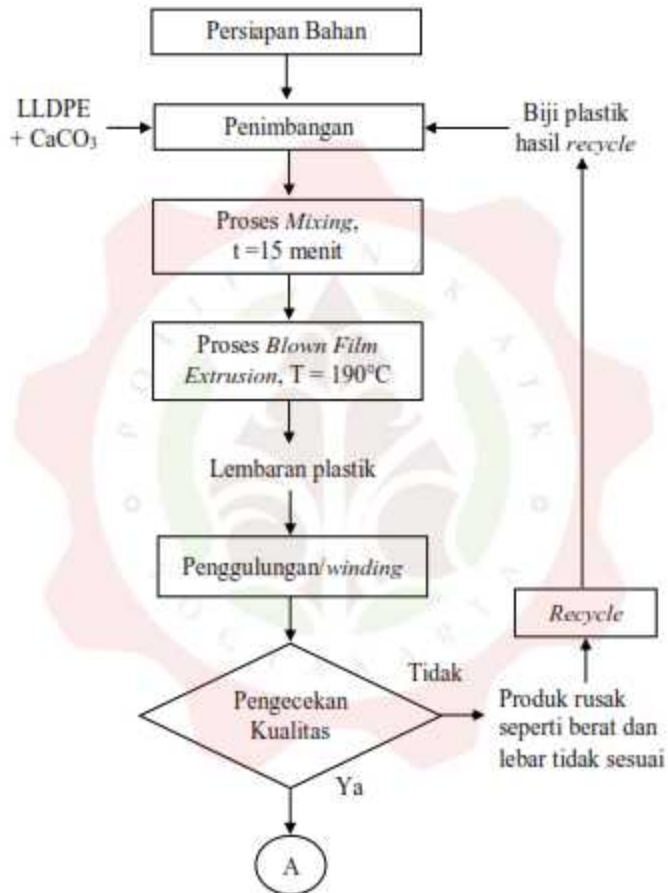 Persiapan Bahan
LLDPE
+ CaCO₃
Penimbangan
Biji plastik
hasil recycle
Proses Mixing,
t =15 menit
Proses Blown Film
Extrusion, T = 190°C
Lembaran plastik
Penggulungan/winding
Recycle
Tidak
Pengecekan
Kualitas
Produk rusak
seperti berat dan
lebar tidak sesuai
Ya
A